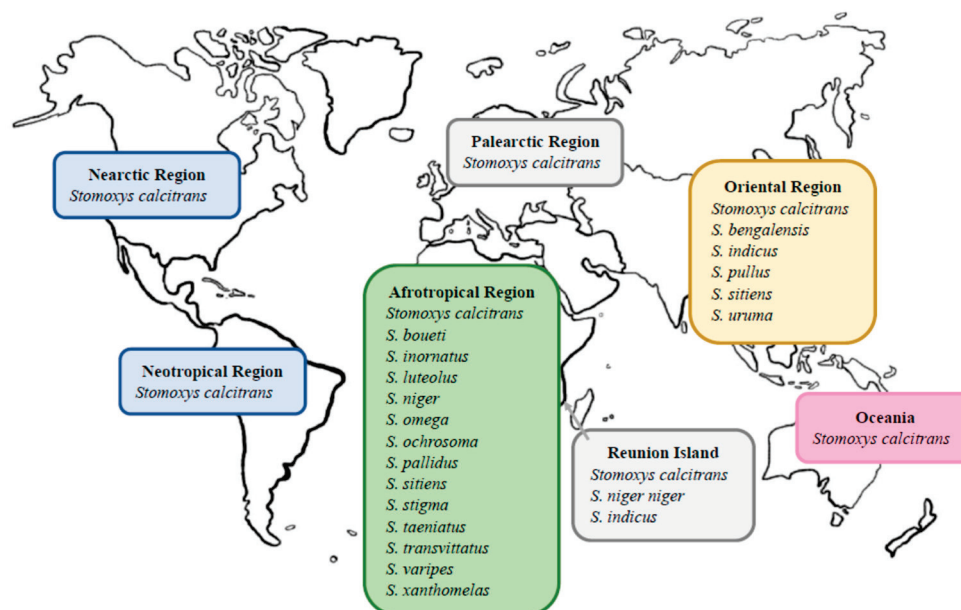 Nearctic Region
Stomoxys calcitrans
Palearctic Region
Stomoxys calcitrans
Oriental Region
Stomoxys calcitrans
S. bengalensis
S. indicus
S. pullus
S. sitiens
S. uruma
Afrotropical Region
Stomoxys calcitrans
S. boueti
S. inornatus
S. luteolus
S. niger
S. omega
S. ochrosoma
S. pallidus
S. sitiens
S. stigma
S. taeniatus
S. transvittatus
S. varipes
S. xanthomelas
Neotropical Region
Stomoxys calcitrans
Reunion Island
Stomoxys calcitrans
S. niger niger
S. indicus
Oceania
Stomoxys calcitrans